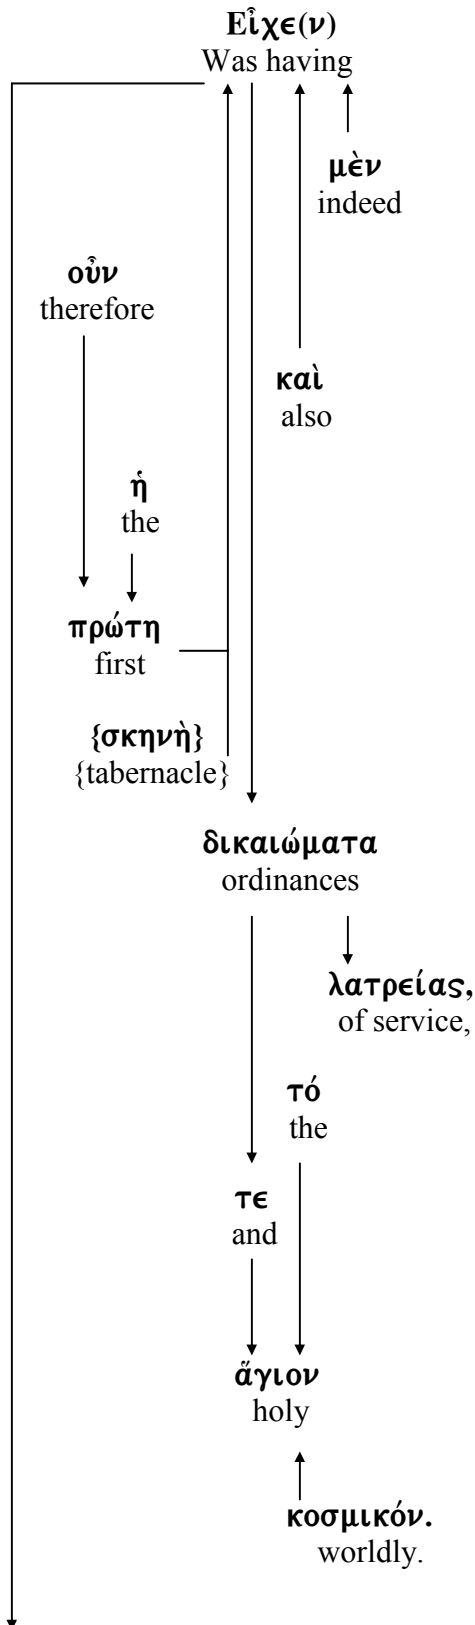 Εἶχε(ν)
Was having
μὲν
indeed
οὖν
therefore
καὶ
also
ἡ
the
πρώτη
first
{σκηνὴ}
{tabernacle}
δικαιώματα
ordinances
λατρείας,
of service,
τό
the
τε
and
ἅγιον
holy
κοσμικόν.
worldly.